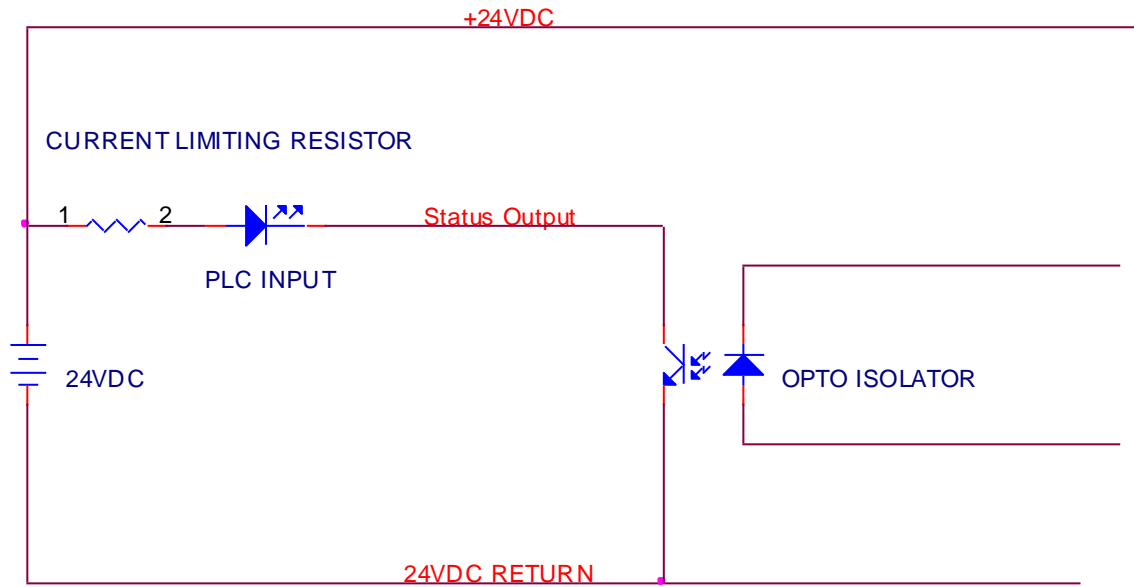 +24VDC
CURRENT LIMITING RESISTOR
1 2
Status Output
PLC INPUT
24VDC
OPTO ISOLATOR
24VDC RETURN